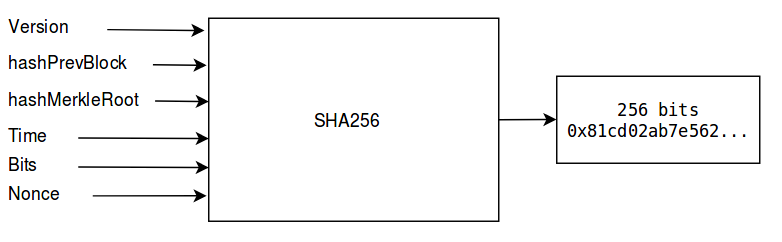 Version
hashPrevBlock
hashMerkleRoot
Time
Bits
Nonce
SHA256
256 bits
0x81cd02ab7e562...